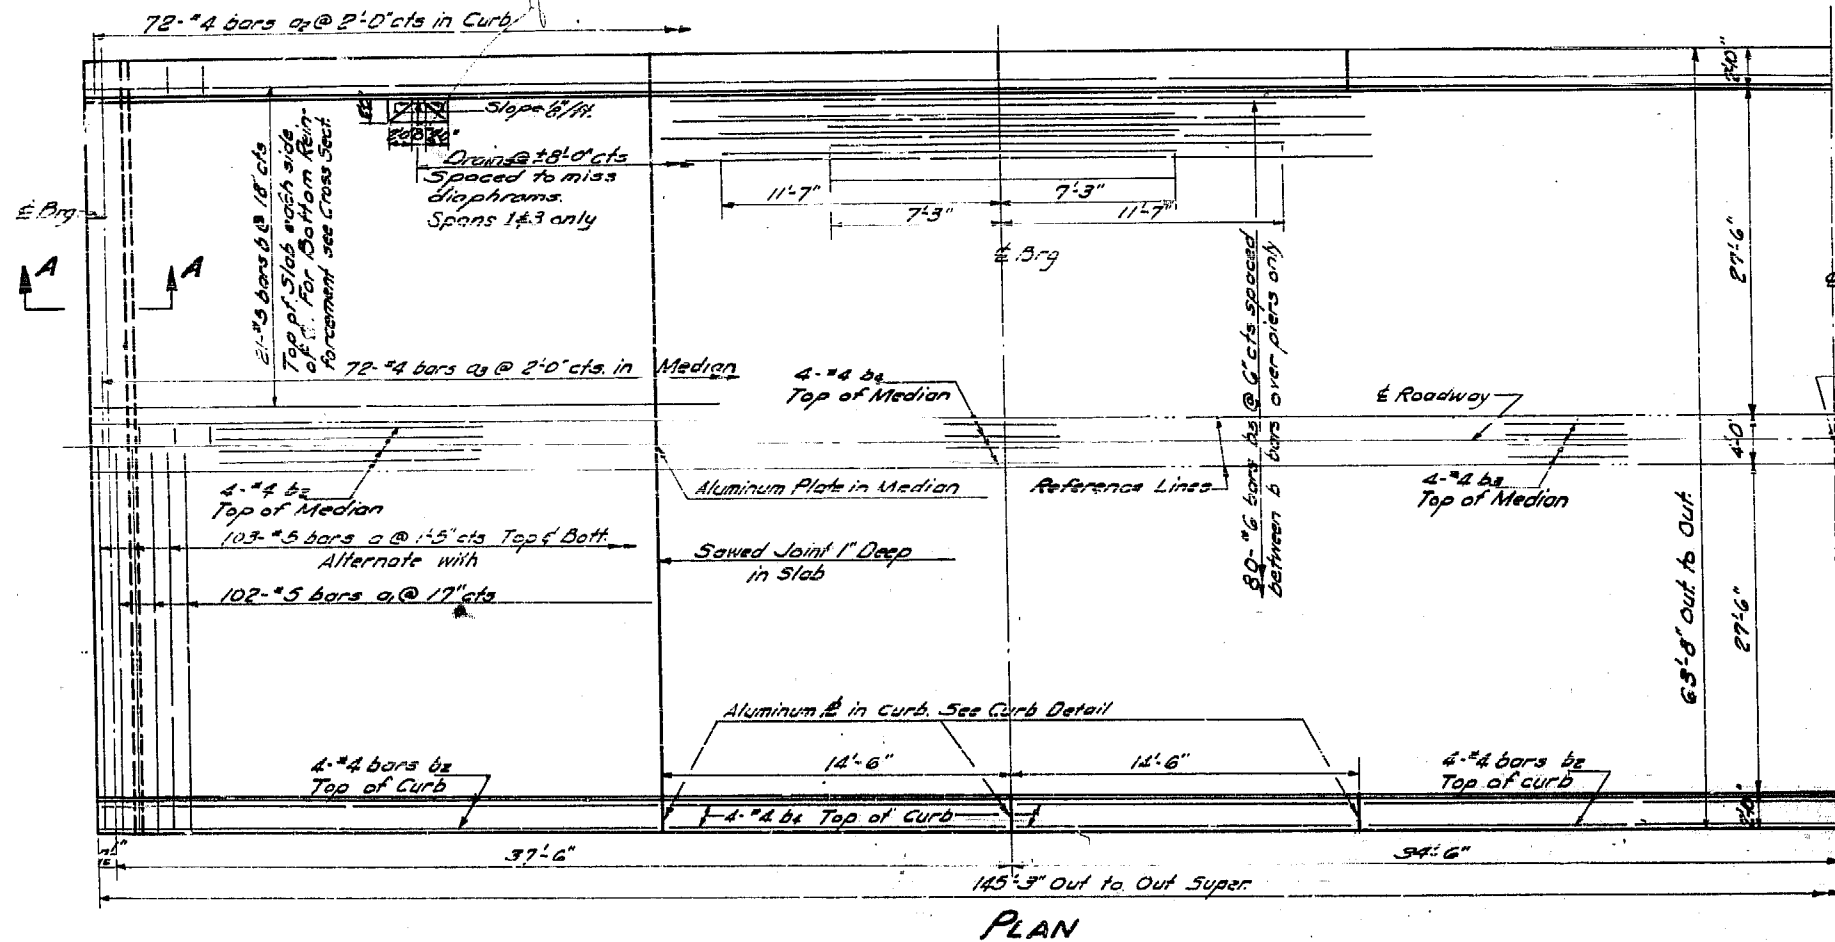 72-#4 bars a2 @ 2'-0" cts in Curb
Slope 1/8"/ft.
Drains @ ±8'-0" cts
Spaced to miss
diaphrams.
Spans 1&3 only
℄ Brg
A A
21-#5 bars b @ 18" cts
Top of Slab each side
of ℄. For Bottom Rein-
forcement see Cross Sect.
11'-7"
7'-3"
7'-3"
11'-7"
℄ Brg
80-#6 bars b5 @ 6" cts spaced
between b bars over piers only
2'-10"
27'-6"
4'-0"
27'-6"
2'-10"
63'-8" Out to Out.
72-#4 bars a3 @ 2'-0" cts. in Median
4-#4 b4
Top of Median
℄ Roadway
4-#4 b2
Top of Median
Aluminum Plate in Median
Reference Lines
4-#4 b3
Top of Median
103-#5 bars a @ 1'-5" cts Top & Bott.
Alternate with
102-#5 bars a1 @ 17" cts
Sawed Joint 1" Deep
in Slab
Aluminum ℄ in Curb. See Curb Detail
4-#4 bars b2
Top of Curb
14'-6"
14'-6"
4-#4 bars b2
Top of curb
4-#4 b4 Top of Curb
37'-6"
34'-6"
145'-3" Out to Out Super.
PLAN